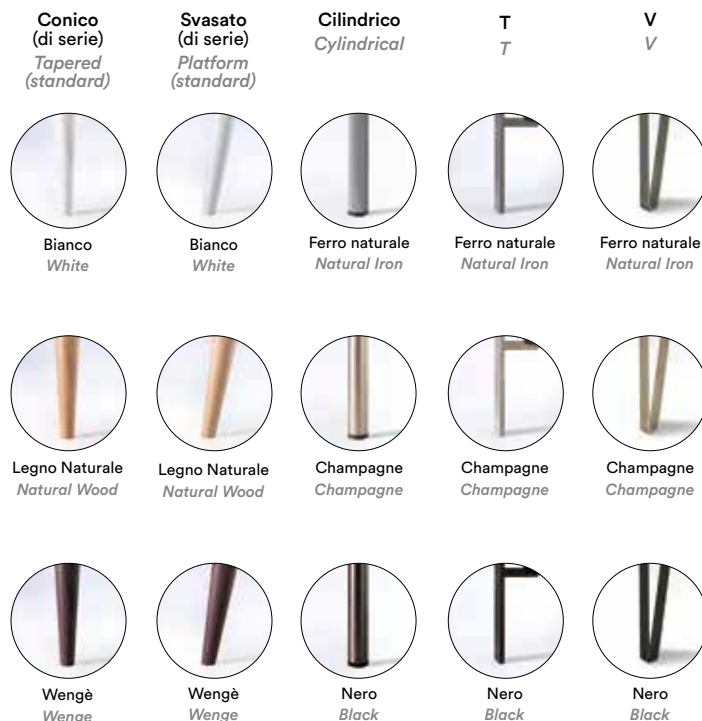 Conico
(di serie)
Tapered
(standard)
Svasato
(di serie)
Platform
(standard)
Cilindrico
Cylindrical
T
T
V
V
Bianco
White
Bianco
White
Ferro naturale
Natural Iron
Ferro naturale
Natural Iron
Ferro naturale
Natural Iron
Legno Naturale
Natural Wood
Legno Naturale
Natural Wood
Champagne
Champagne
Champagne
Champagne
Champagne
Champagne
Wengè
Wenge
Wengè
Wenge
Nero
Black
Nero
Black
Nero
Black